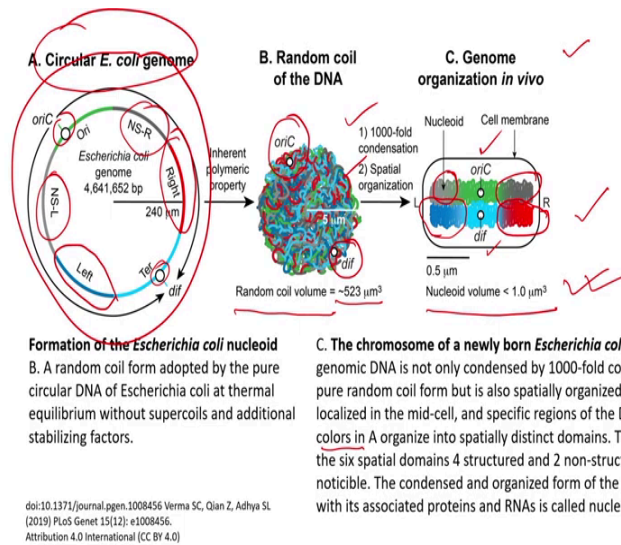 A. Circular E. coli genome
oriC
Ori
NS-R
Escherichia coli
genome
4,641,652 bp
240 µm
Right
NS-L
Left
Ter
dif
Inherent
polymeric
property
B. Random coil
of the DNA
oriC
5 µm
dif
Random coil volume = ~523 µm³
1) 1000-fold
condensation
2) Spatial
organization
C. Genome
organization in vivo
Nucleoid
Cell membrane
oriC
L
R
dif
0.5 µm
Nucleoid volume < 1.0 µm³
Formation of the Escherichia coli nucleoid
B. A random coil form adopted by the pure
circular DNA of Escherichia coli at thermal
equilibrium without supercoils and additional
stabilizing factors.
C. The chromosome of a newly born Escherichia col
genomic DNA is not only condensed by 1000-fold co
pure random coil form but is also spatially organized
localized in the mid-cell, and specific regions of the D
colors in A organize into spatially distinct domains. T
the six spatial domains 4 structured and 2 non-struct
noticible. The condensed and organized form of the
with its associated proteins and RNAs is called nucle
doi:10.1371/journal.pgen.1008456 Verma SC, Qian Z, Adhya SL
(2019) PLoS Genet 15(12): e1008456.
Attribution 4.0 International (CC BY 4.0)